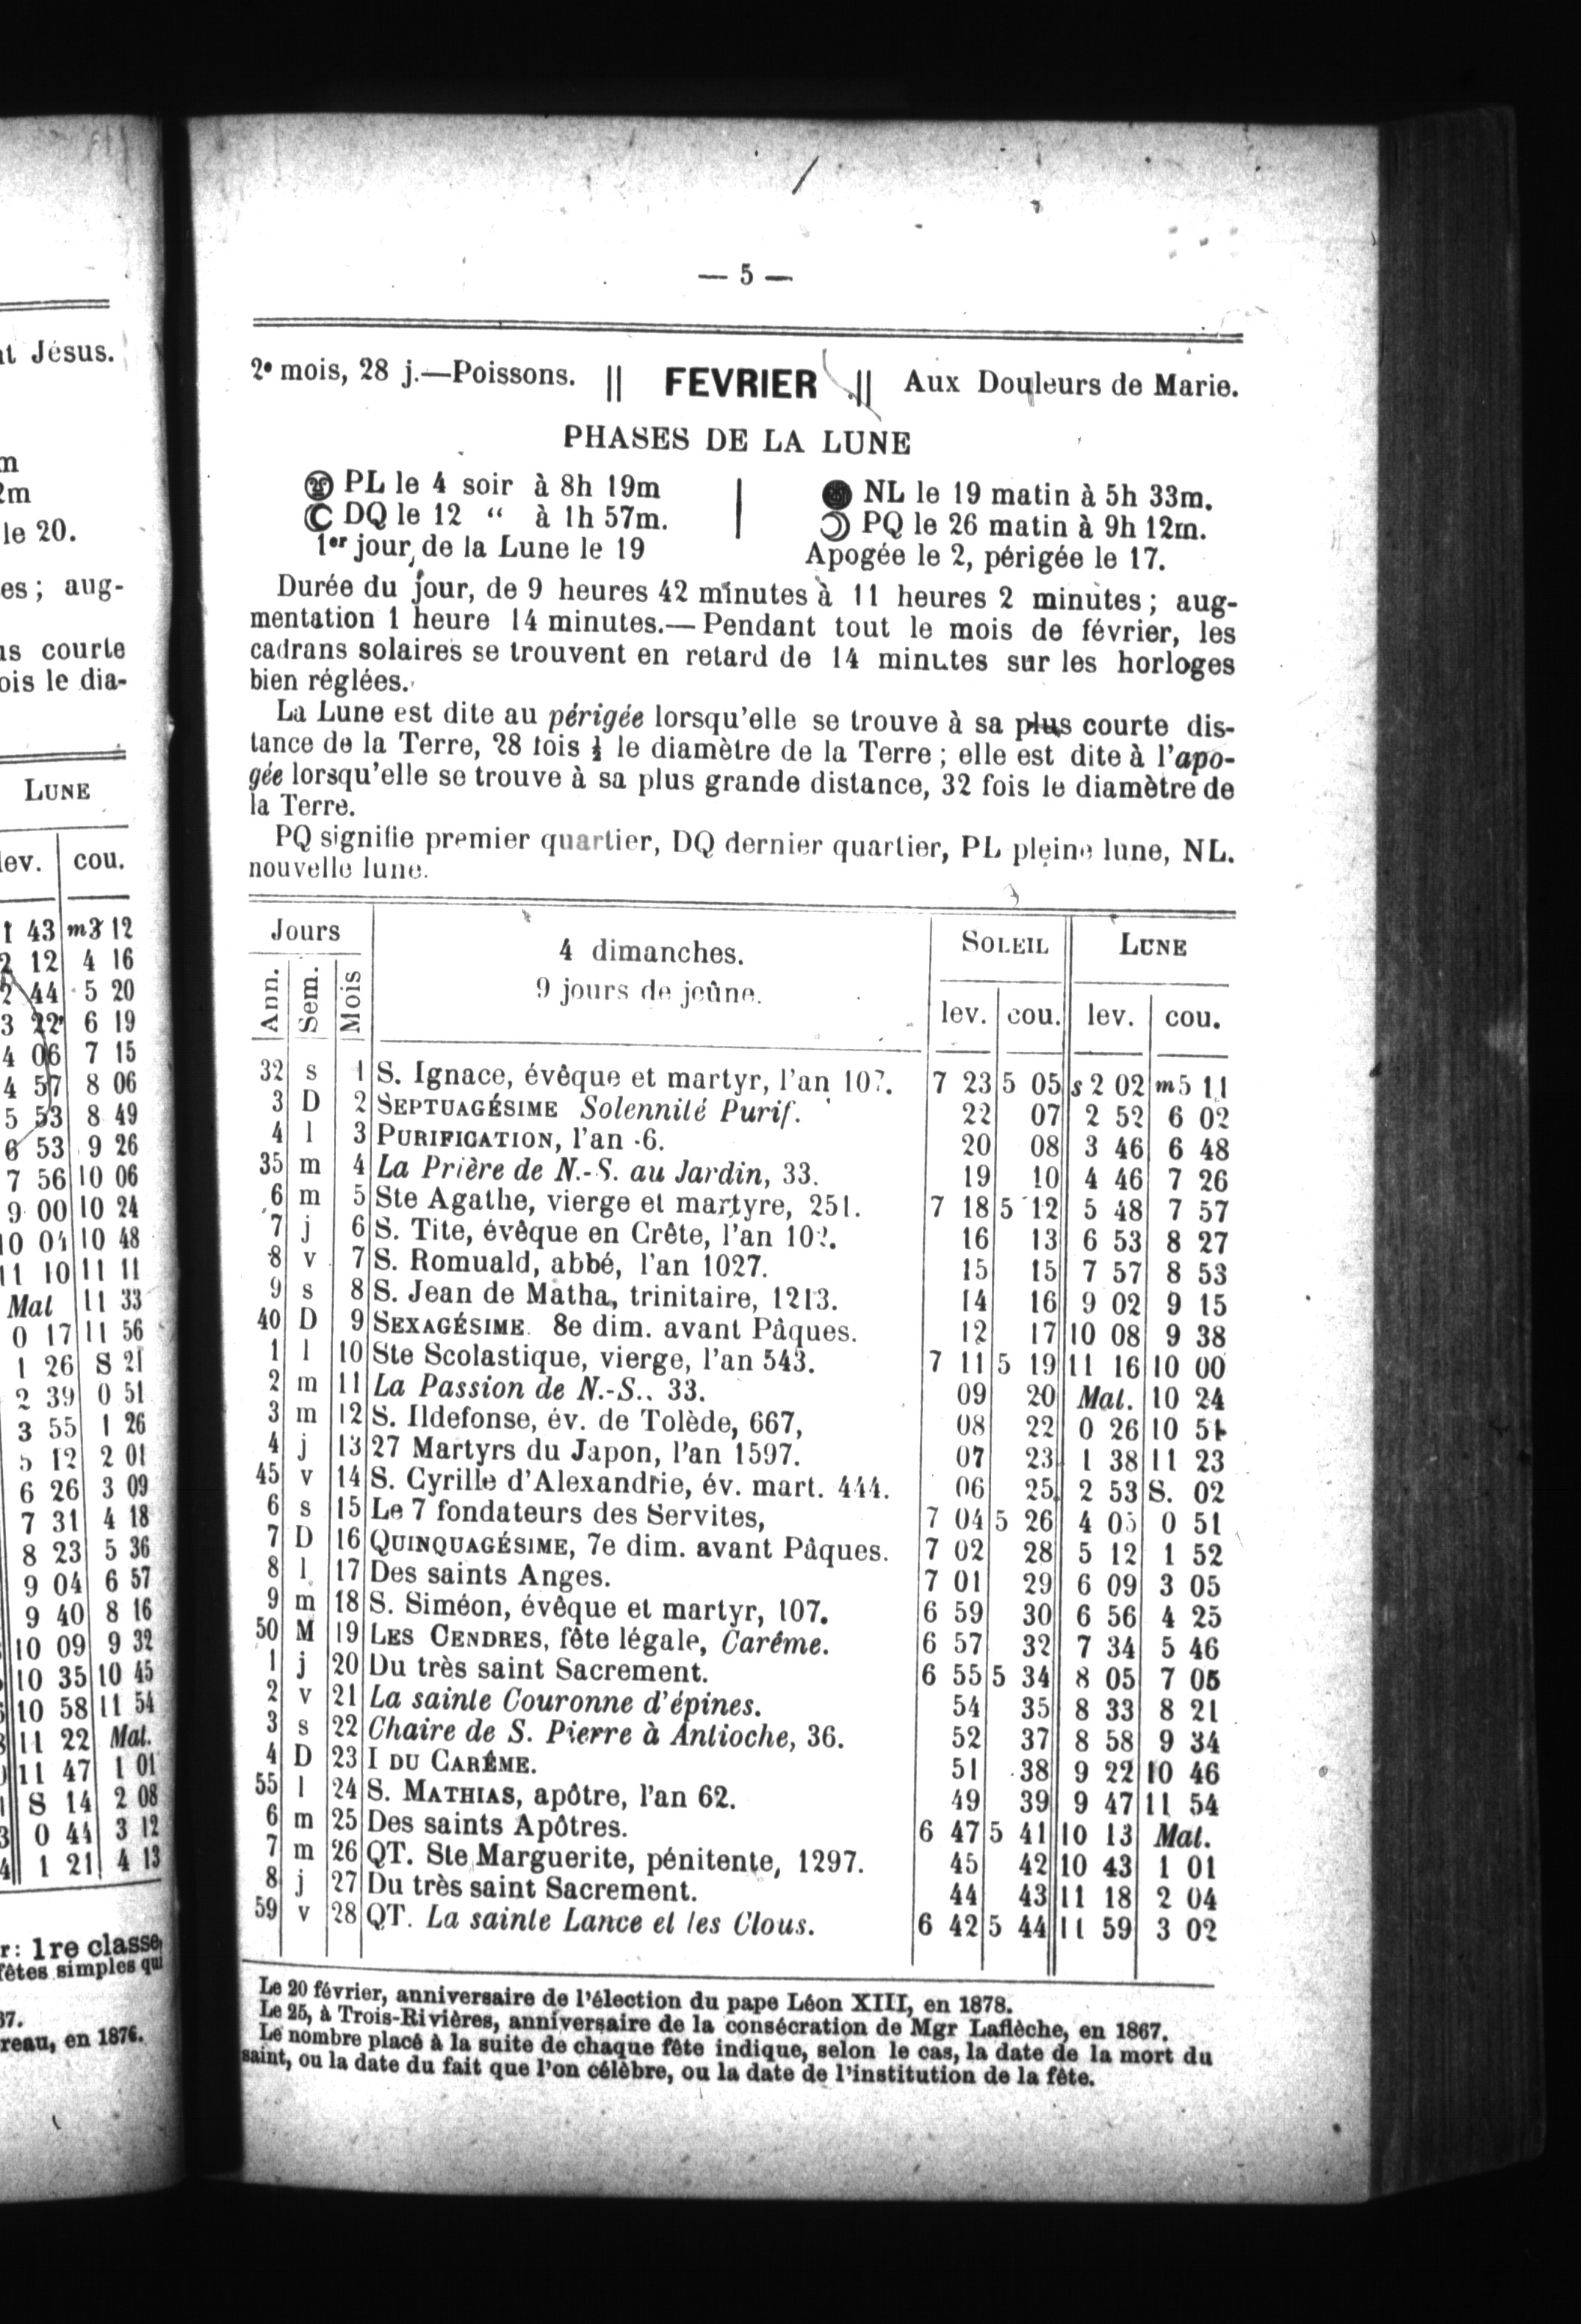 — 5 —
2e mois, 28 j.—Poissons. || FEVRIER || Aux Douleurs de Marie.
PHASES DE LA LUNE
PL le 4 soir à 8h 19m
DQ le 12 “ à 1h 57m.
1er jour de la Lune le 19
NL le 19 matin à 5h 33m.
PQ le 26 matin à 9h 12m.
Apogée le 2, périgée le 17.
Durée du jour, de 9 heures 42 minutes à 11 heures 2 minutes ; aug-
mentation 1 heure 14 minutes.—Pendant tout le mois de février, les
cadrans solaires se trouvent en retard de 14 minutes sur les horloges
bien réglées.
La Lune est dite au périgée lorsqu'elle se trouve à sa plus courte dis-
tance de la Terre, 28 fois ½ le diamètre de la Terre ; elle est dite à l'apo-
gée lorsqu'elle se trouve à sa plus grande distance, 32 fois le diamètre de
la Terre.
PQ signifie premier quartier, DQ dernier quartier, PL pleine lune, NL.
nouvelle lune.
Jours 4 dimanches. SOLEIL LUNE
Ann. Sem. Mois 9 jours de jeûne. lev. cou. lev. cou.
32 s 1 S. Ignace, évêque et martyr, l'an 107. 7 23 5 05 s 2 02 m 5 11
3 D 2 SEPTUAGÉSIME Solennité Purif. 22 07 2 52 6 02
4 l 3 PURIFICATION, l'an -6. 20 08 3 46 6 48
35 m 4 La Prière de N.-S. au Jardin, 33. 19 10 4 46 7 26
6 m 5 Ste Agathe, vierge et martyre, 251. 7 18 5 12 5 48 7 57
7 j 6 S. Tite, évêque en Crête, l'an 102. 16 13 6 53 8 27
8 v 7 S. Romuald, abbé, l'an 1027. 15 15 7 57 8 53
9 s 8 S. Jean de Matha, trinitaire, 1213. 14 16 9 02 9 15
40 D 9 SEXAGÉSIME. 8e dim. avant Pâques. 12 17 10 08 9 38
1 l 10 Ste Scolastique, vierge, l'an 543. 7 11 5 19 11 16 10 00
2 m 11 La Passion de N.-S.. 33. 09 20 Mat. 10 24
3 m 12 S. Ildefonse, év. de Tolède, 667, 08 22 0 26 10 51
4 j 13 27 Martyrs du Japon, l'an 1597. 07 23 1 38 11 23
45 v 14 S. Cyrille d'Alexandrie, év. mart. 444. 06 25 2 53 S. 02
6 s 15 Le 7 fondateurs des Servites, 7 04 5 26 4 05 0 51
7 D 16 QUINQUAGÉSIME, 7e dim. avant Pâques. 7 02 28 5 12 1 52
8 l 17 Des saints Anges. 7 01 29 6 09 3 05
9 m 18 S. Siméon, évêque et martyr, 107. 6 59 30 6 56 4 25
50 M 19 LES CENDRES, fête légale, Carême. 6 57 32 7 34 5 46
1 j 20 Du très saint Sacrement. 6 55 5 34 8 05 7 05
2 v 21 La sainte Couronne d'épines. 54 35 8 33 8 21
3 s 22 Chaire de S. Pierre à Antioche, 36. 52 37 8 58 9 34
4 D 23 I DU CARÊME. 51 38 9 22 10 46
55 l 24 S. MATHIAS, apôtre, l'an 62. 49 39 9 47 11 54
6 m 25 Des saints Apôtres. 6 47 5 41 10 13 Mat.
7 m 26 QT. Ste Marguerite, pénitente, 1297. 45 42 10 43 1 01
8 j 27 Du très saint Sacrement. 44 43 11 18 2 04
59 v 28 QT. La sainte Lance et les Clous. 6 42 5 44 11 59 3 02
Le 20 février, anniversaire de l'élection du pape Léon XIII, en 1878.
Le 25, à Trois-Rivières, anniversaire de la consécration de Mgr Laflèche, en 1867.
Le nombre placé à la suite de chaque fête indique, selon le cas, la date de la mort du
saint, ou la date du fait que l'on célèbre, ou la date de l'institution de la fête.